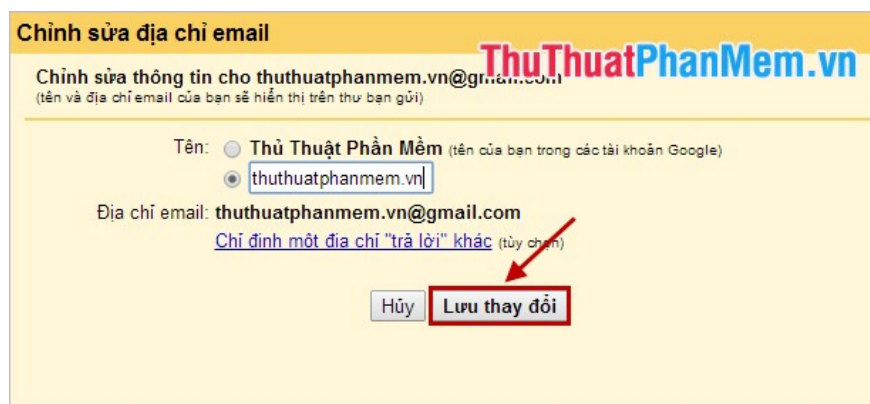 Chỉnh sửa địa chỉ email
ThuThuatPhanMem.vn
Chỉnh sửa thông tin cho thuthuatphanmem.vn@gmail.com
(tên và địa chỉ email của bạn sẽ hiển thị trên thư bạn gửi)
Tên: Thủ Thuật Phần Mềm (tên của bạn trong các tài khoản Google)
thuthuatphanmem.vn
Địa chỉ email: thuthuatphanmem.vn@gmail.com
Chỉ định một địa chỉ "trả lời" khác (tùy chọn)
Hủy Lưu thay đổi